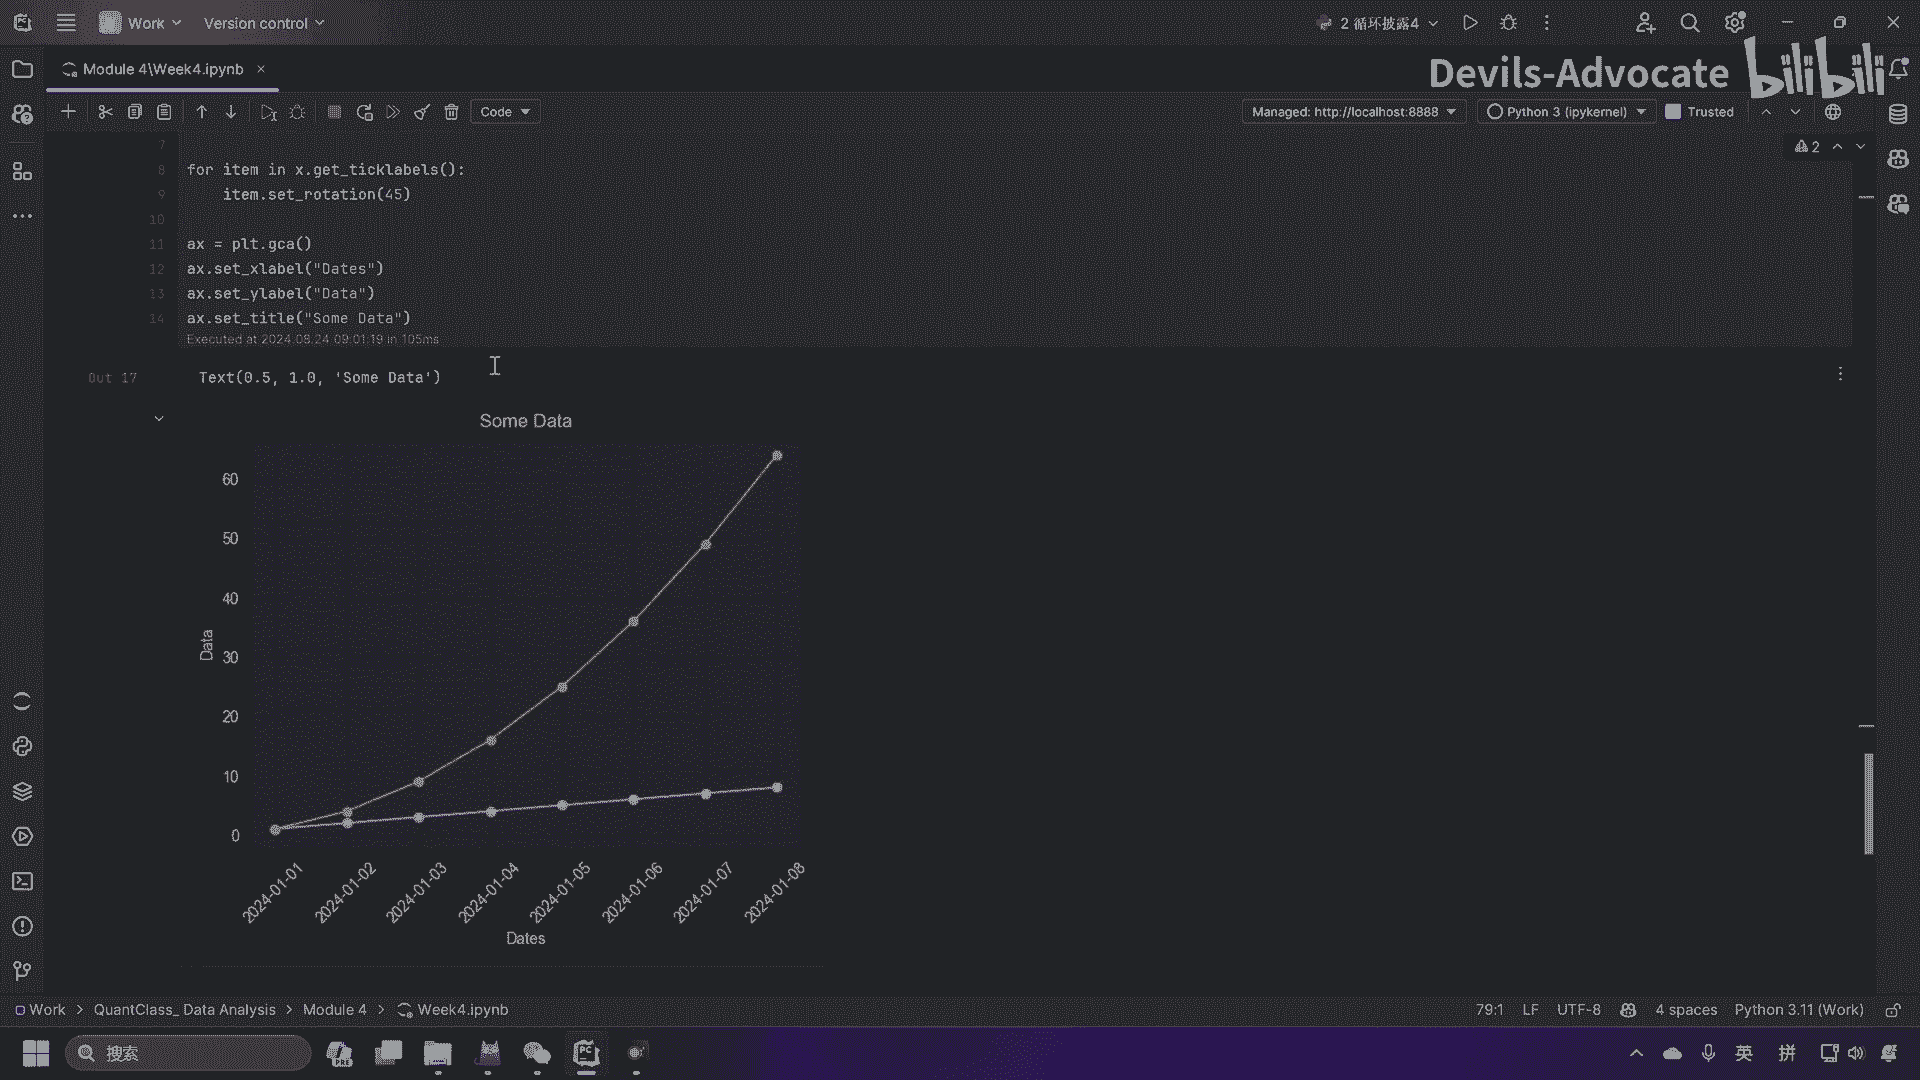 Work
Version control
2 循环披露4
Module 4\Week4.ipynb
Devils-Advocate
bilibili
Code
Managed: http://localhost:8888
Python 3 (ipykernel)
Trusted
2
7
8 for item in x.get_ticklabels():
9 item.set_rotation(45)
10
11 ax = plt.gca()
12 ax.set_xlabel("Dates")
13 ax.set_ylabel("Data")
14 ax.set_title("Some Data")
Executed at 2024.08.24 09:01:19 in 105ms
Out 17
Text(0.5, 1.0, 'Some Data')
Some Data
60
50
40
30
20
10
0
Data
2024-01-01
2024-01-02
2024-01-03
2024-01-04
2024-01-05
2024-01-06
2024-01-07
2024-01-08
Dates
Work > QuantClass_ Data Analysis > Module 4 > Week4.ipynb
79:1 LF UTF-8 4 spaces Python 3.11 (Work)
搜索
PRE
PC
英
拼